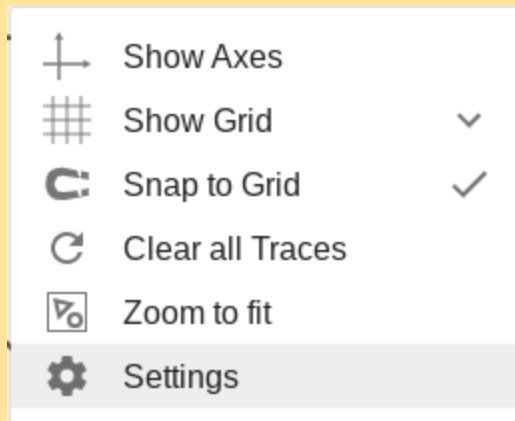 Show Axes
Show Grid
Snap to Grid
Clear all Traces
Zoom to fit
Settings